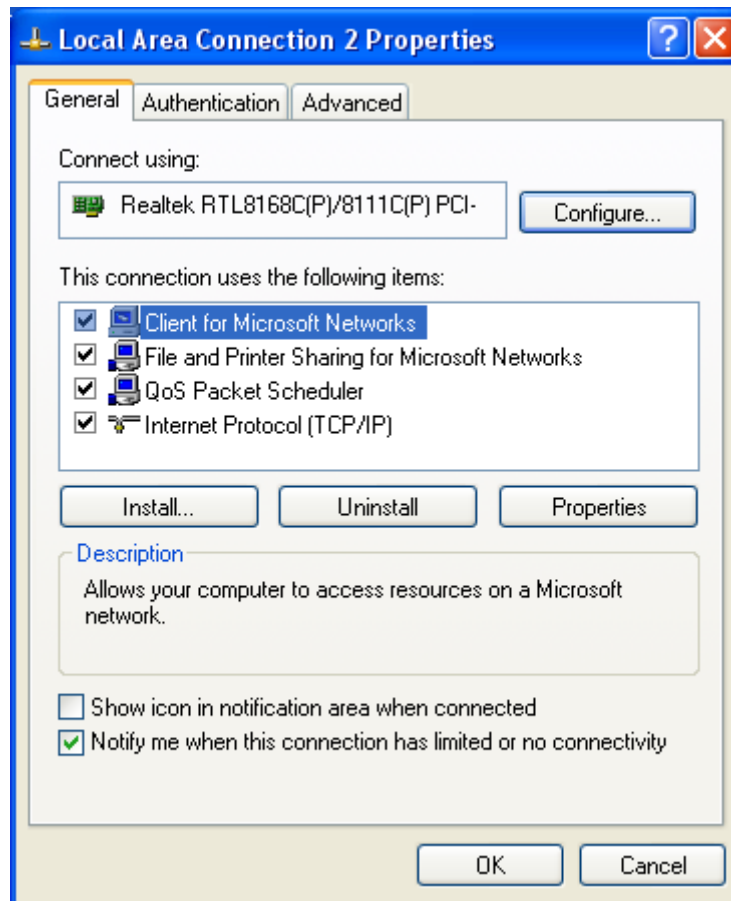 Local Area Connection 2 Properties
General Authentication Advanced
Connect using:
Realtek RTL8168C(P)/8111C(P) PCI-
Configure...
This connection uses the following items:
Client for Microsoft Networks
File and Printer Sharing for Microsoft Networks
QoS Packet Scheduler
Internet Protocol (TCP/IP)
Install... Uninstall Properties
Description
Allows your computer to access resources on a Microsoft
network.
Show icon in notification area when connected
Notify me when this connection has limited or no connectivity
OK Cancel